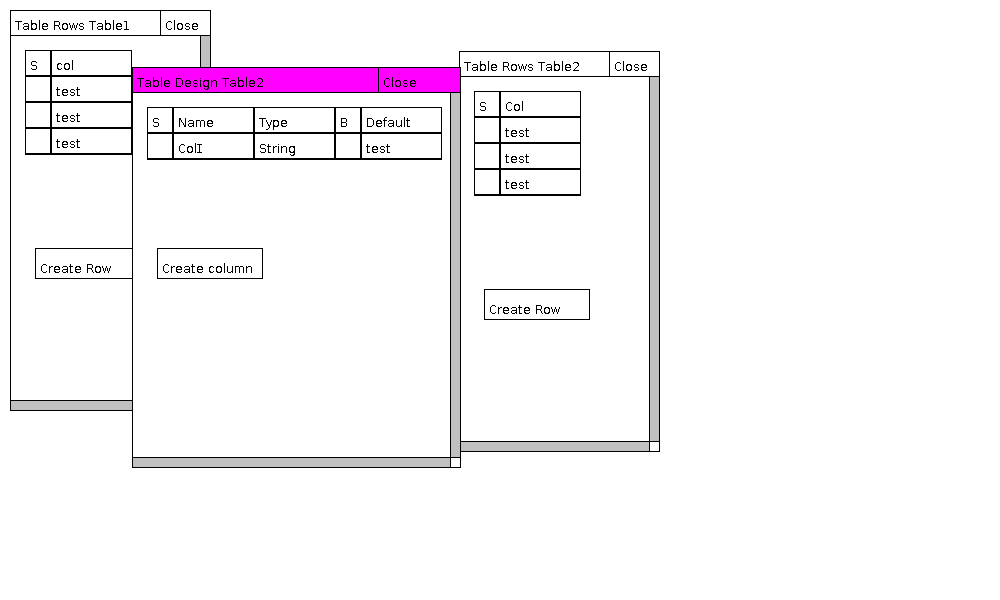 Table Rows Table1 Close
S col
test
test
test
Create Row
Table Design Table2 Close
S Name Type B Default
ColI String test
Create column
Table Rows Table2 Close
S Col
test
test
test
Create Row